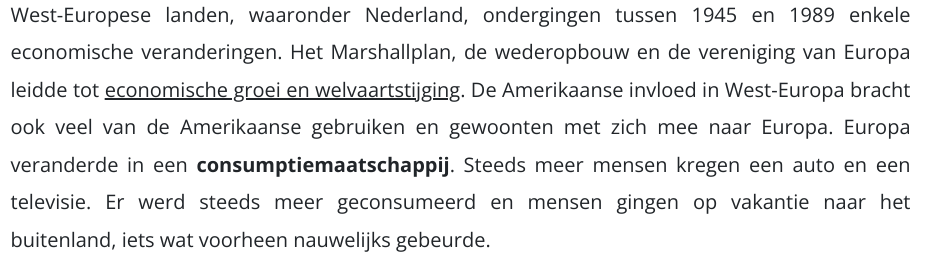 West-Europese landen, waaronder Nederland, ondergingen tussen 1945 en 1989 enkele
economische veranderingen. Het Marshallplan, de wederopbouw en de vereniging van Europa
leidde tot economische groei en welvaartstijging. De Amerikaanse invloed in West-Europa bracht
ook veel van de Amerikaanse gebruiken en gewoonten met zich mee naar Europa. Europa
veranderde in een consumptiemaatschappij. Steeds meer mensen kregen een auto en een
televisie. Er werd steeds meer geconsumeerd en mensen gingen op vakantie naar het
buitenland, iets wat voorheen nauwelijks gebeurde.